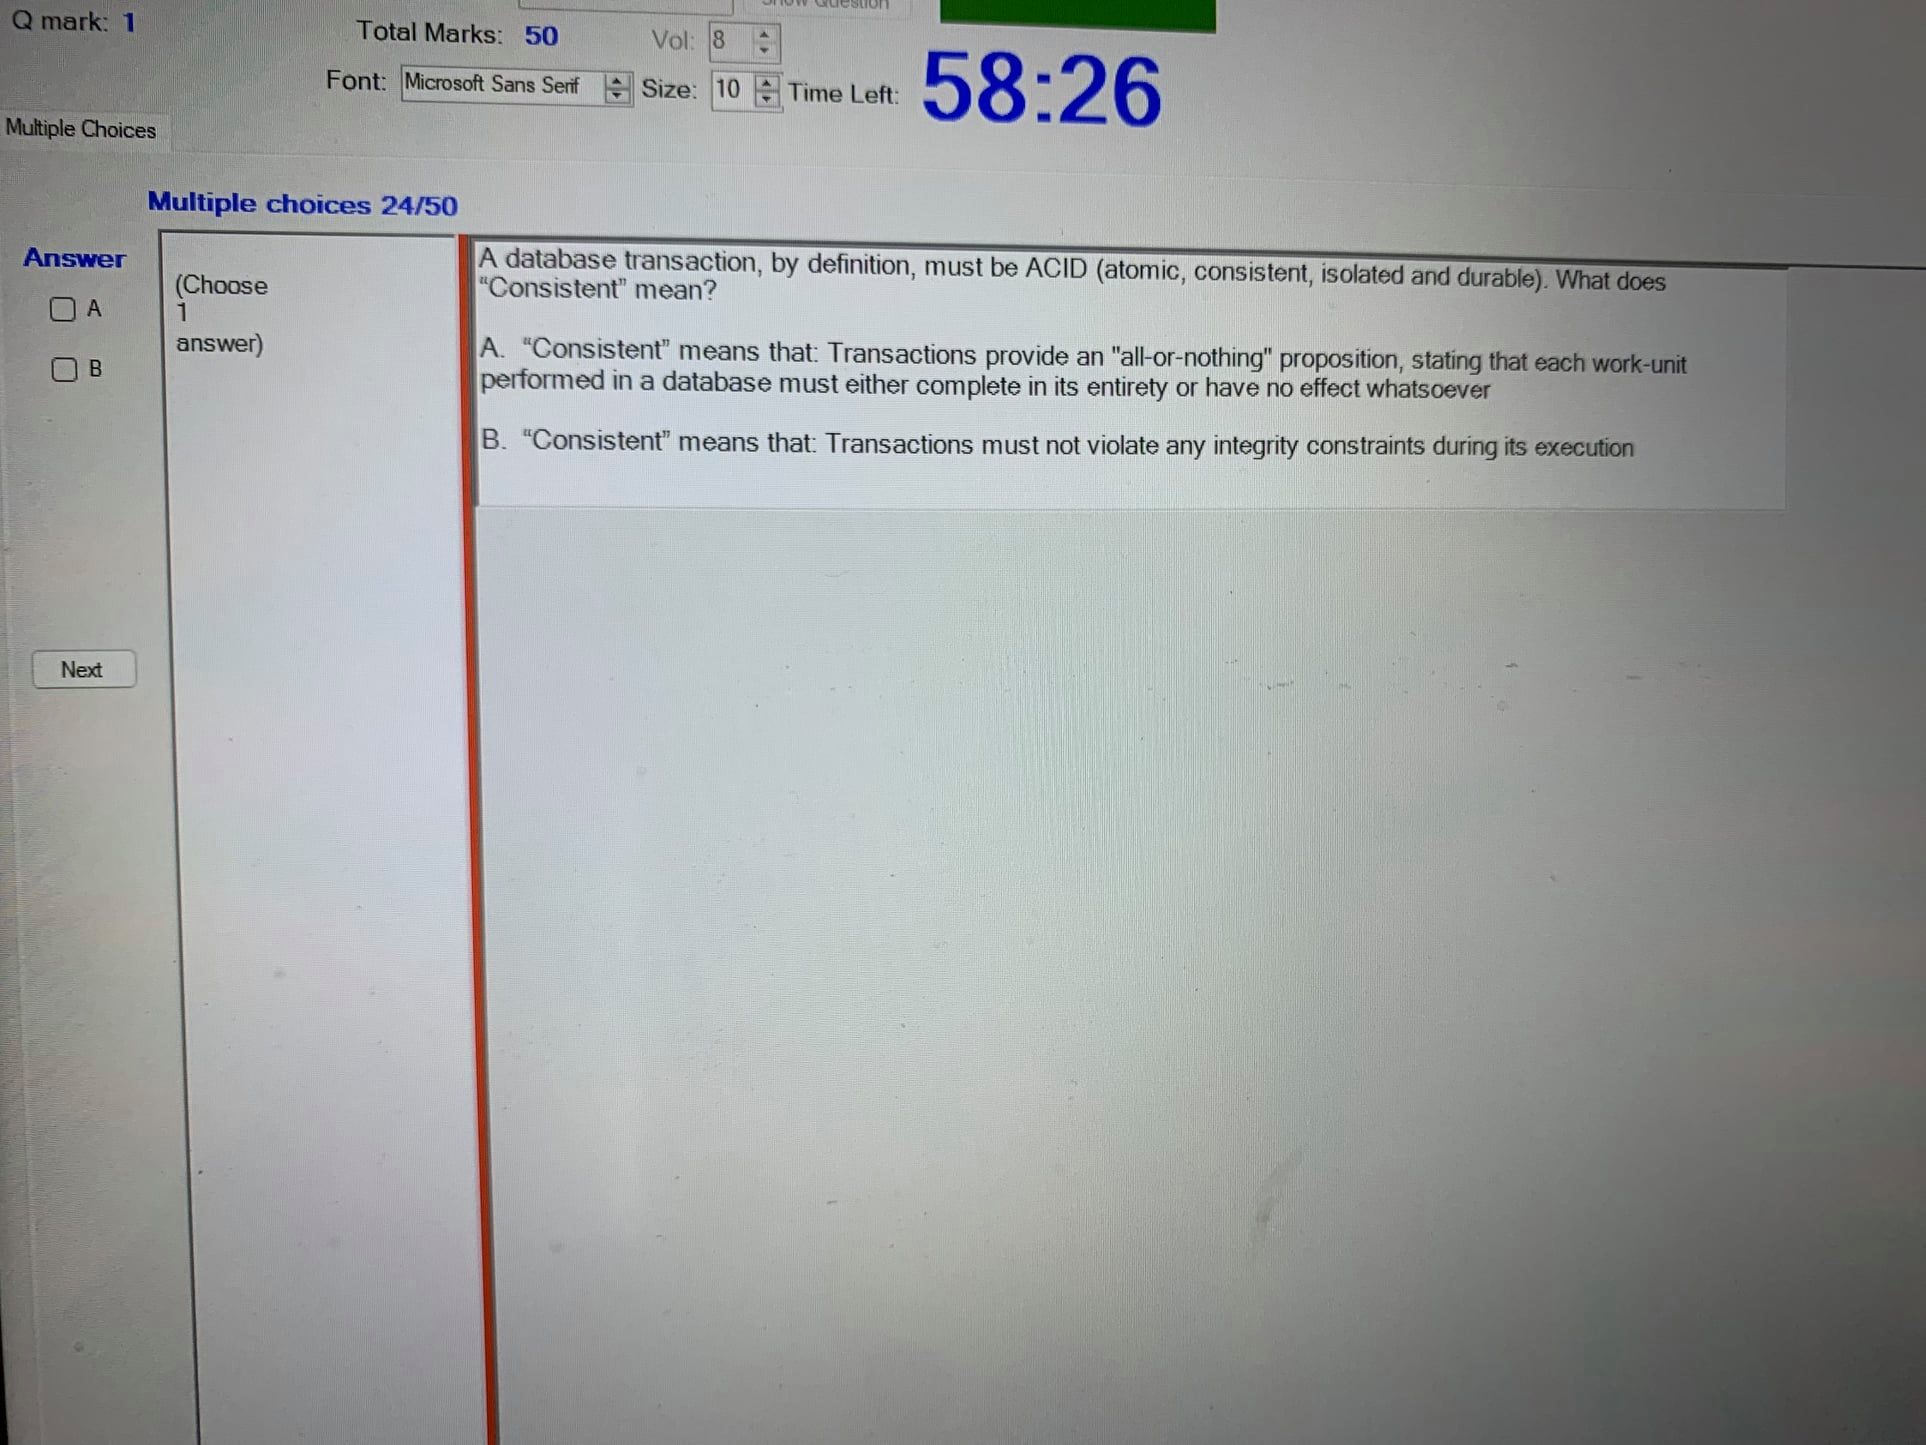 Q mark: 1
Total Marks: 50
Vol: 8
Question
Font: Microsoft Sans Serif Size: 10 Time Left: 58:26
Multiple Choices
Multiple choices 24/50
Answer
A
B
(Choose
1
answer)
A database transaction, by definition, must be ACID (atomic, consistent, isolated and durable). What does
“Consistent” mean?
A. “Consistent” means that: Transactions provide an "all-or-nothing" proposition, stating that each work-unit
performed in a database must either complete in its entirety or have no effect whatsoever
B. “Consistent” means that: Transactions must not violate any integrity constraints during its execution
Next